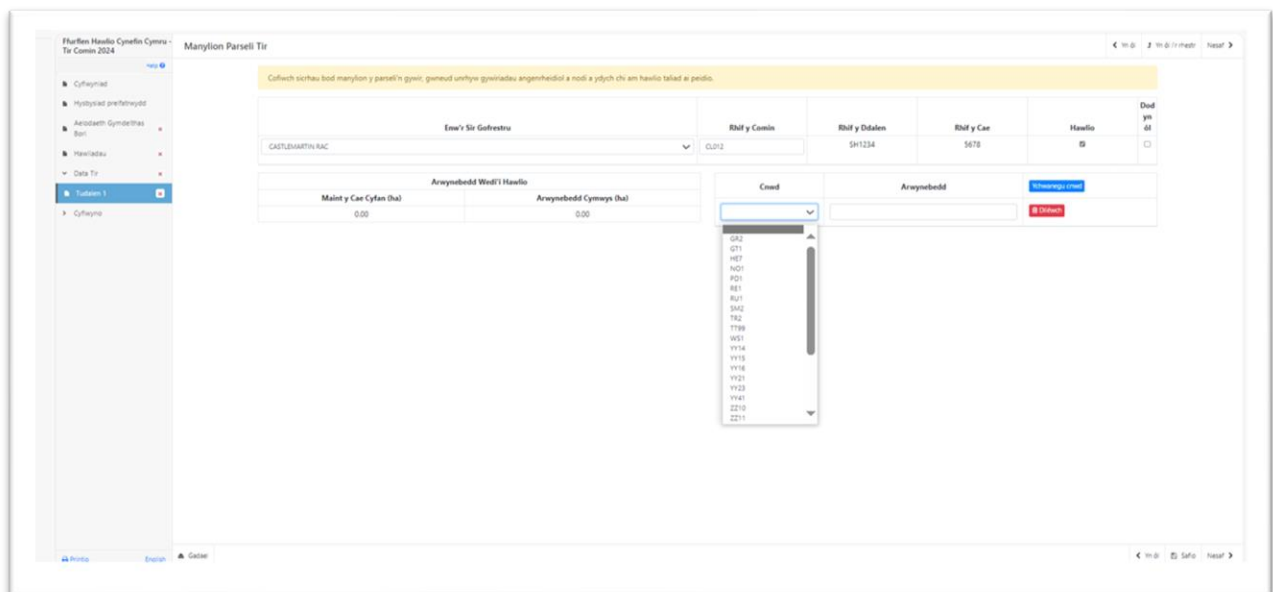 Ffurflen Hawlio Cynefin Cymru -
Tir Comin 2024
Help
Cyflwyniad
Hysbysiad preifatrwydd
Aelodaeth Gymdeithas
Bori
Hawliadau
Data Tir
Tudalen 1
Cyflwyno
Printio
English
Manylion Parseli Tir
Yn ôl
Yn ôl i'r rhestr
Nesaf
Cofiwch sicrhau bod manylion y parseli'n gywir, gwneud unrhyw gywiriadau angenrheidiol a nodi a ydych chi am hawlio taliad ai peidio.
Enw'r Sir Gofrestru
Rhif y Comin
Rhif y Ddalen
Rhif y Cae
Hawlio
Dod
yn
ôl
CASTLEMARTIN RAC
CL012
SH1234
5678
Arwynebedd Wedi'i Hawlio
Maint y Cae Cyfan (ha)
Arwynebedd Cymwys (ha)
0.00
0.00
Cnwd
Arwynebedd
Ychwanegu cnwd
Dilëwch
GR2
GT1
HE7
NO1
PD1
RE1
RU1
SM2
TR2
TT99
WS1
YY14
YY15
YY16
YY21
YY23
YY41
ZZ10
ZZ11
Gadael
Yn ôl
Safio
Nesaf